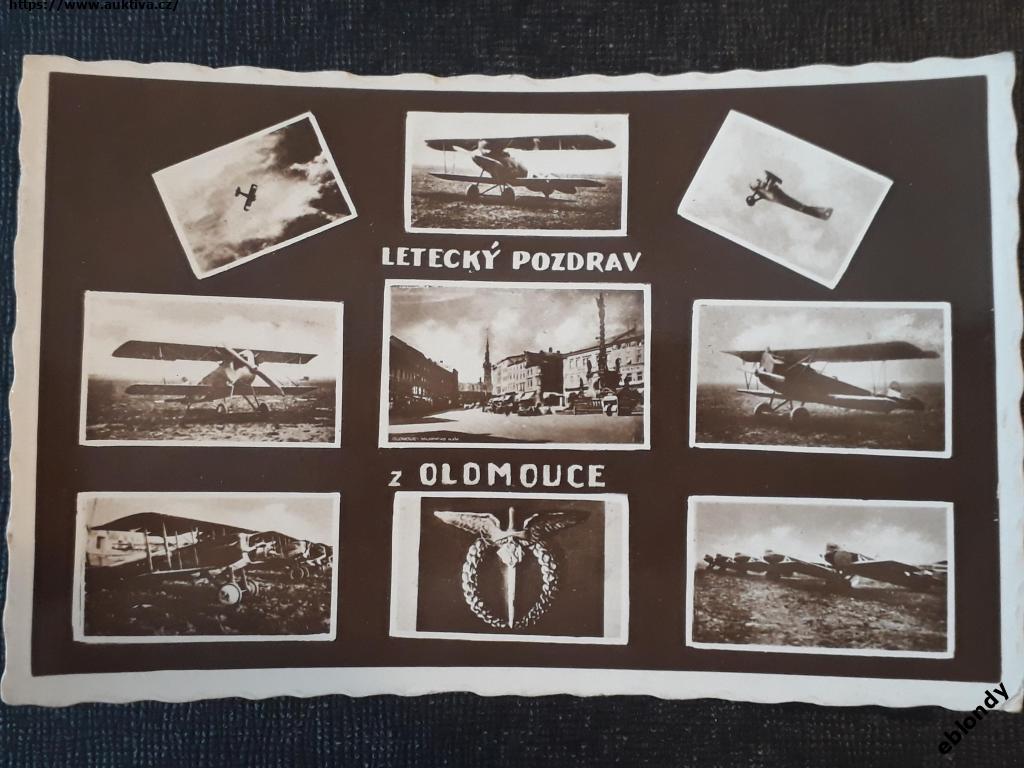 https://www.auktiva.cz/
LETECKÝ POZDRAV
z OLOMOUCE
eblondy